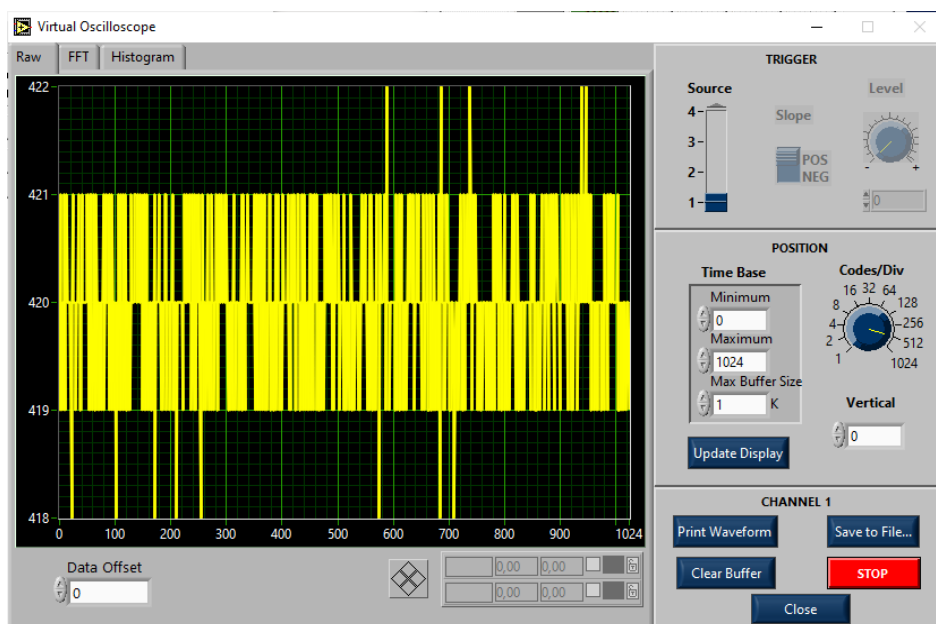 Virtual Oscilloscope
Raw
FFT
Histogram
422
421
420
419
418
0
100
200
300
400
500
600
700
800
900
1024
Data Offset
0
0,00
0,00
0,00
0,00
TRIGGER
Source
4
3
2
1
Slope
POS
NEG
Level
- +
0
POSITION
Time Base
Minimum
0
Maximum
1024
Max Buffer Size
1 K
Update Display
Codes/Div
16 32 64
8 128
4 256
2 512
1 1024
Vertical
0
CHANNEL 1
Print Waveform
Save to File...
Clear Buffer
STOP
Close